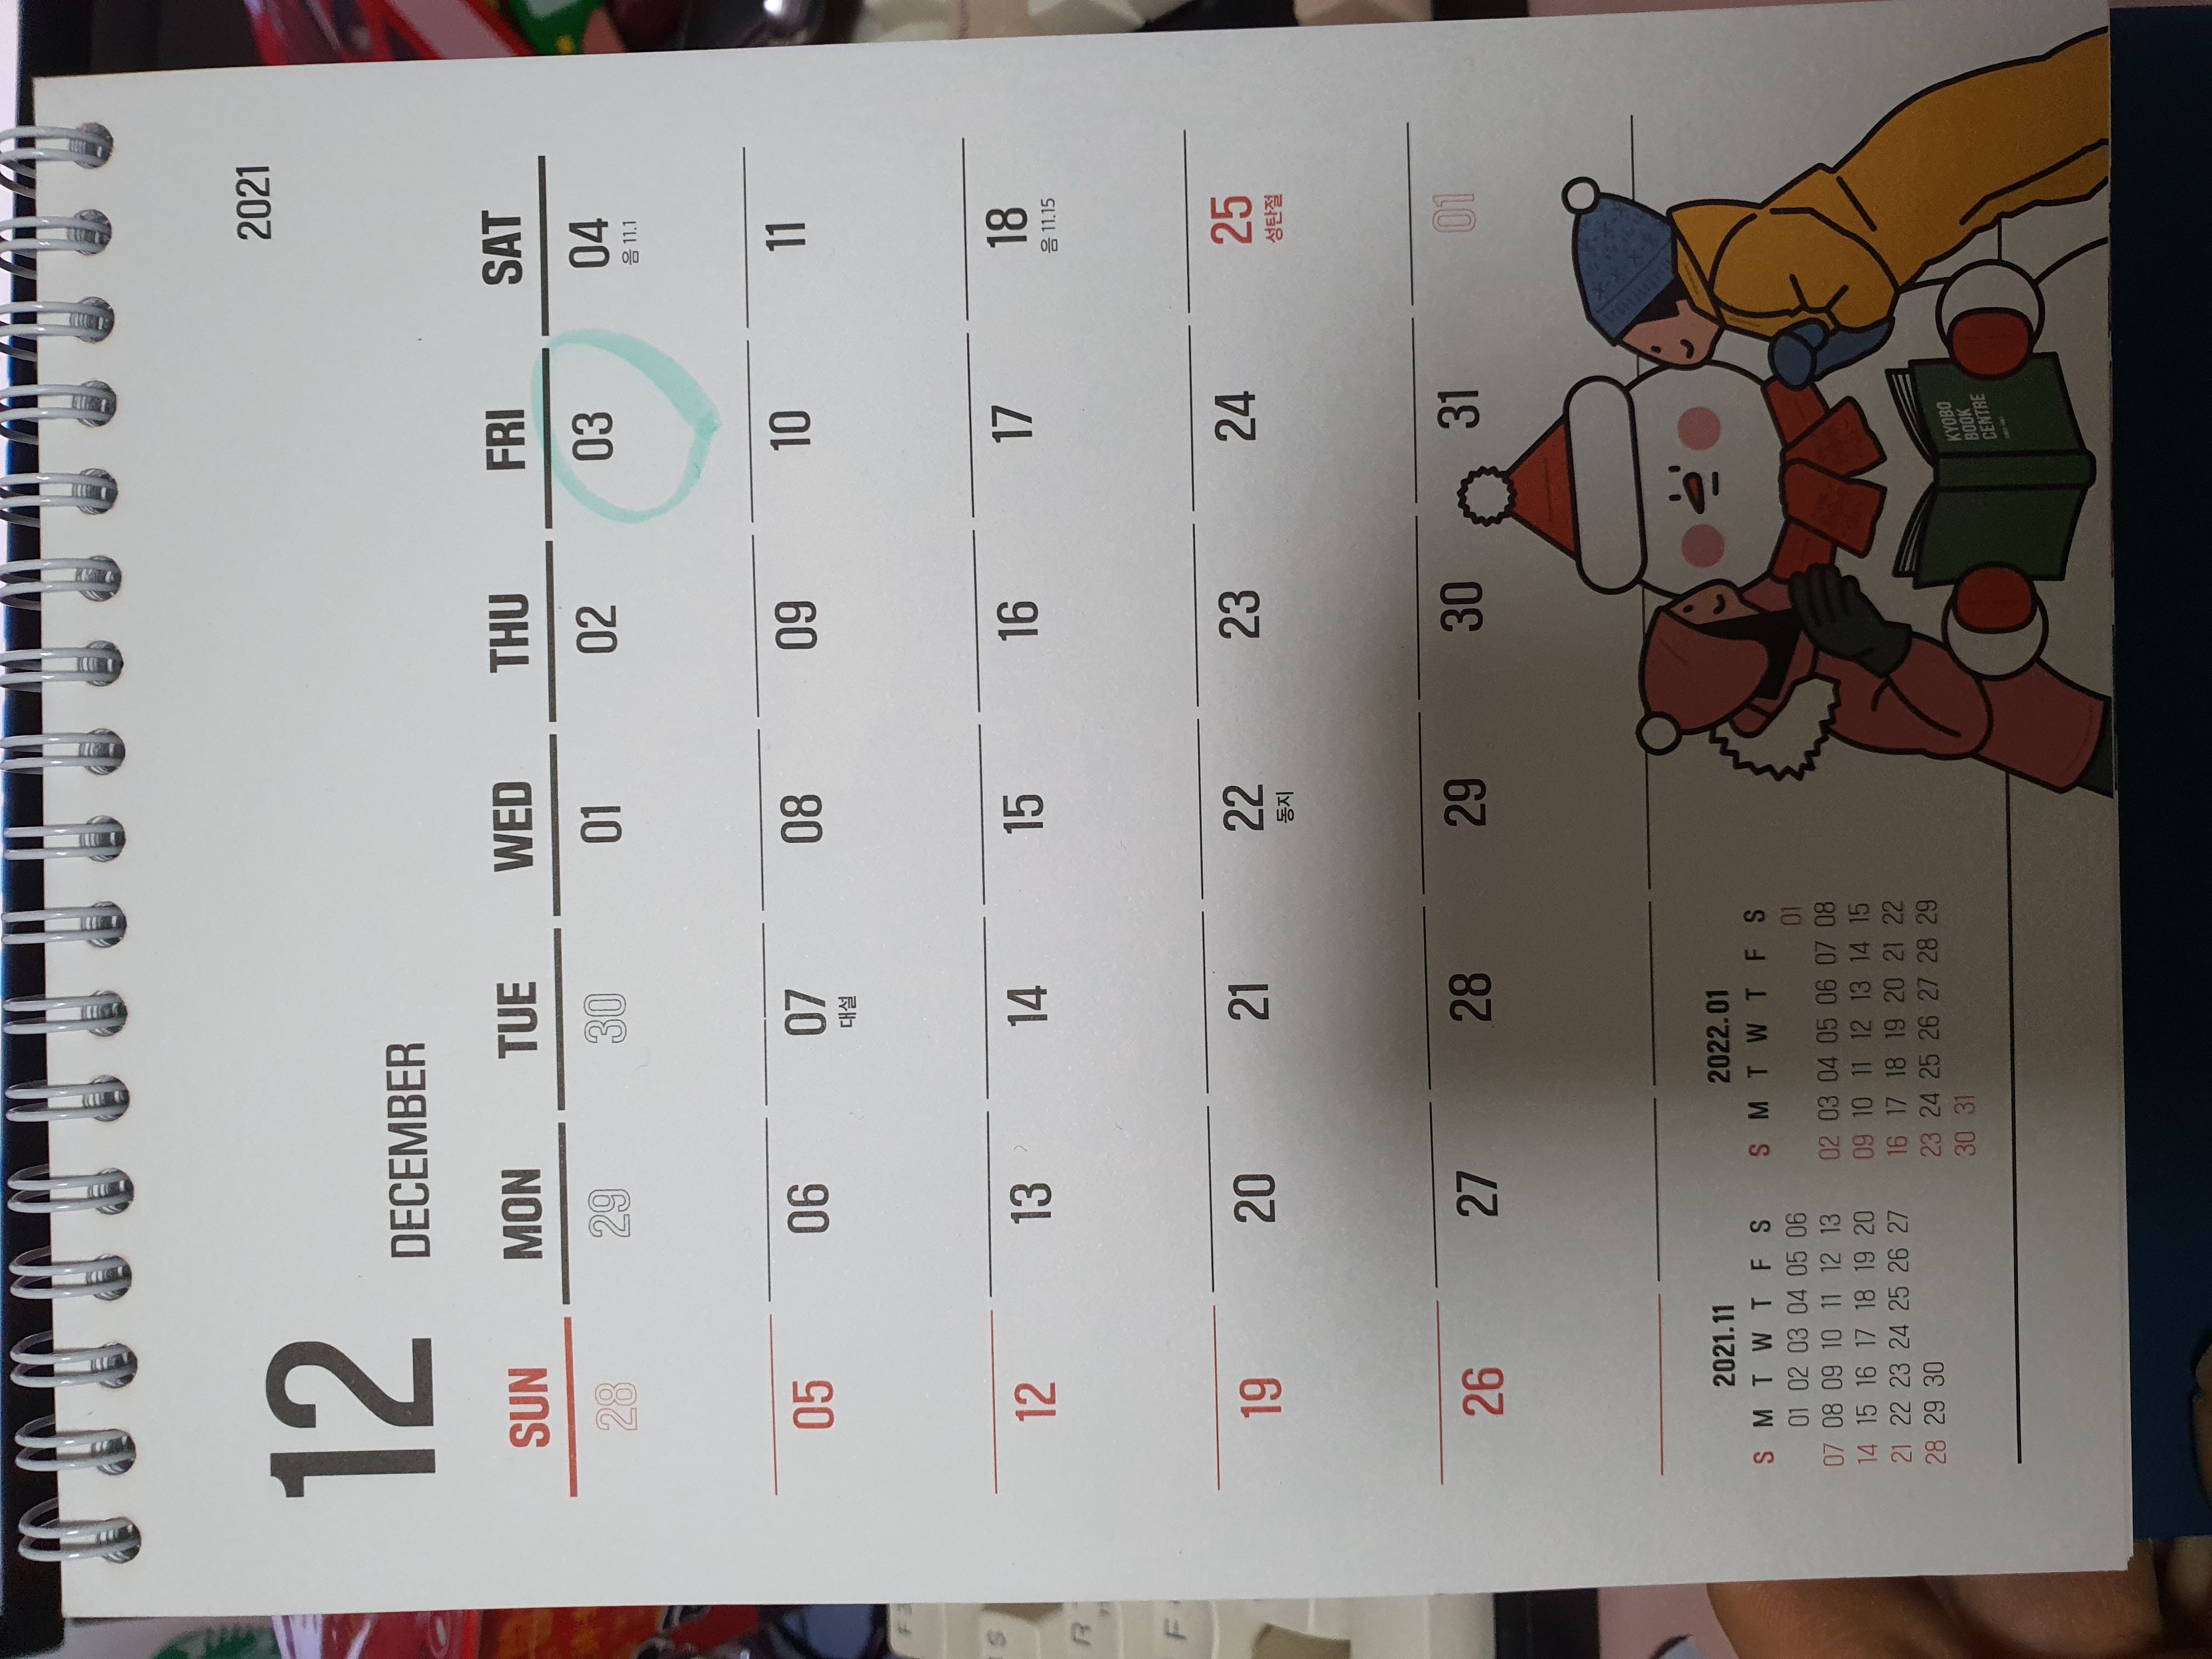 2021
12 DECEMBER
SUN MON TUE WED THU FRI SAT
28 29 30 01 02 03 04
음 11.1
05 06 07 08 09 10 11
대설
12 13 14 15 16 17 18
음 11.15
19 20 21 22 23 24 25
동지 성탄절
26 27 28 29 30 31 01
2021.11
S M T W T F S
01 02 03 04 05 06
07 08 09 10 11 12 13
14 15 16 17 18 19 20
21 22 23 24 25 26 27
28 29 30
2022.01
S M T W T F S
01
02 03 04 05 06 07 08
09 10 11 12 13 14 15
16 17 18 19 20 21 22
23 24 25 26 27 28 29
30 31
KYOBO
BOOK
CENTRE
S
R
F